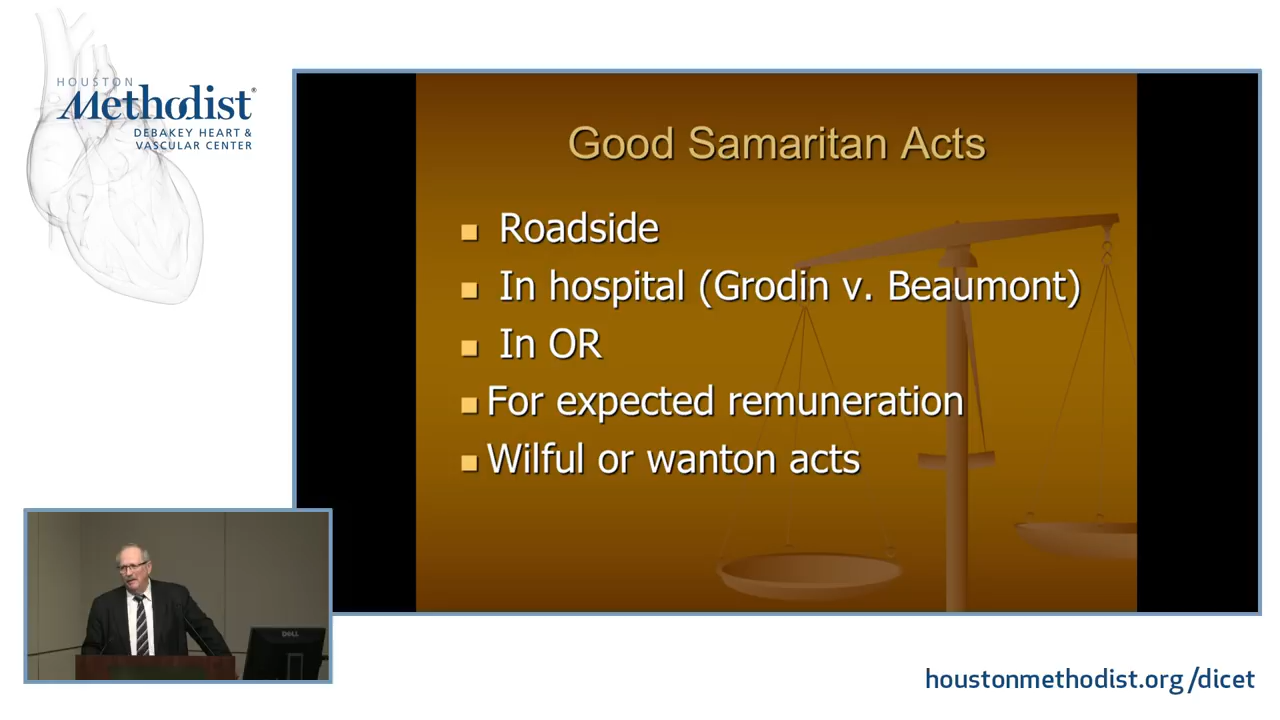 HOUSTON
Methodist®
DEBAKEY HEART &
VASCULAR CENTER
Good Samaritan Acts
Roadside
In hospital (Grodin v. Beaumont)
In OR
For expected remuneration
Wilful or wanton acts
DELL
houstonmethodist.org/dicet